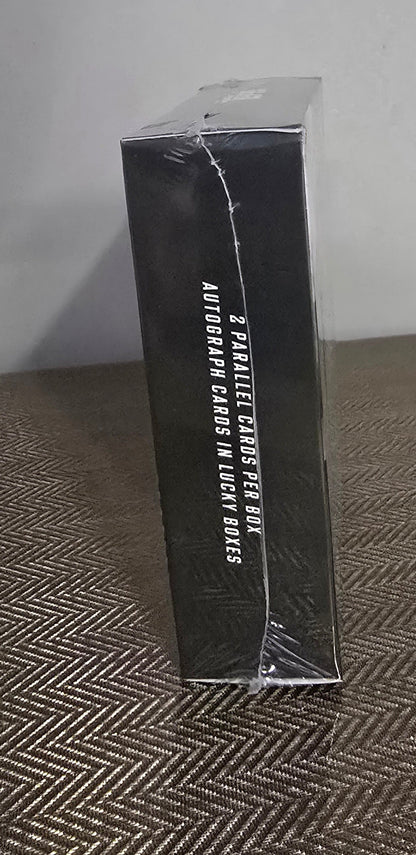 2 PARALLEL CARDS PER BOX
AUTOGRAPH CARDS IN LUCKY BOXES